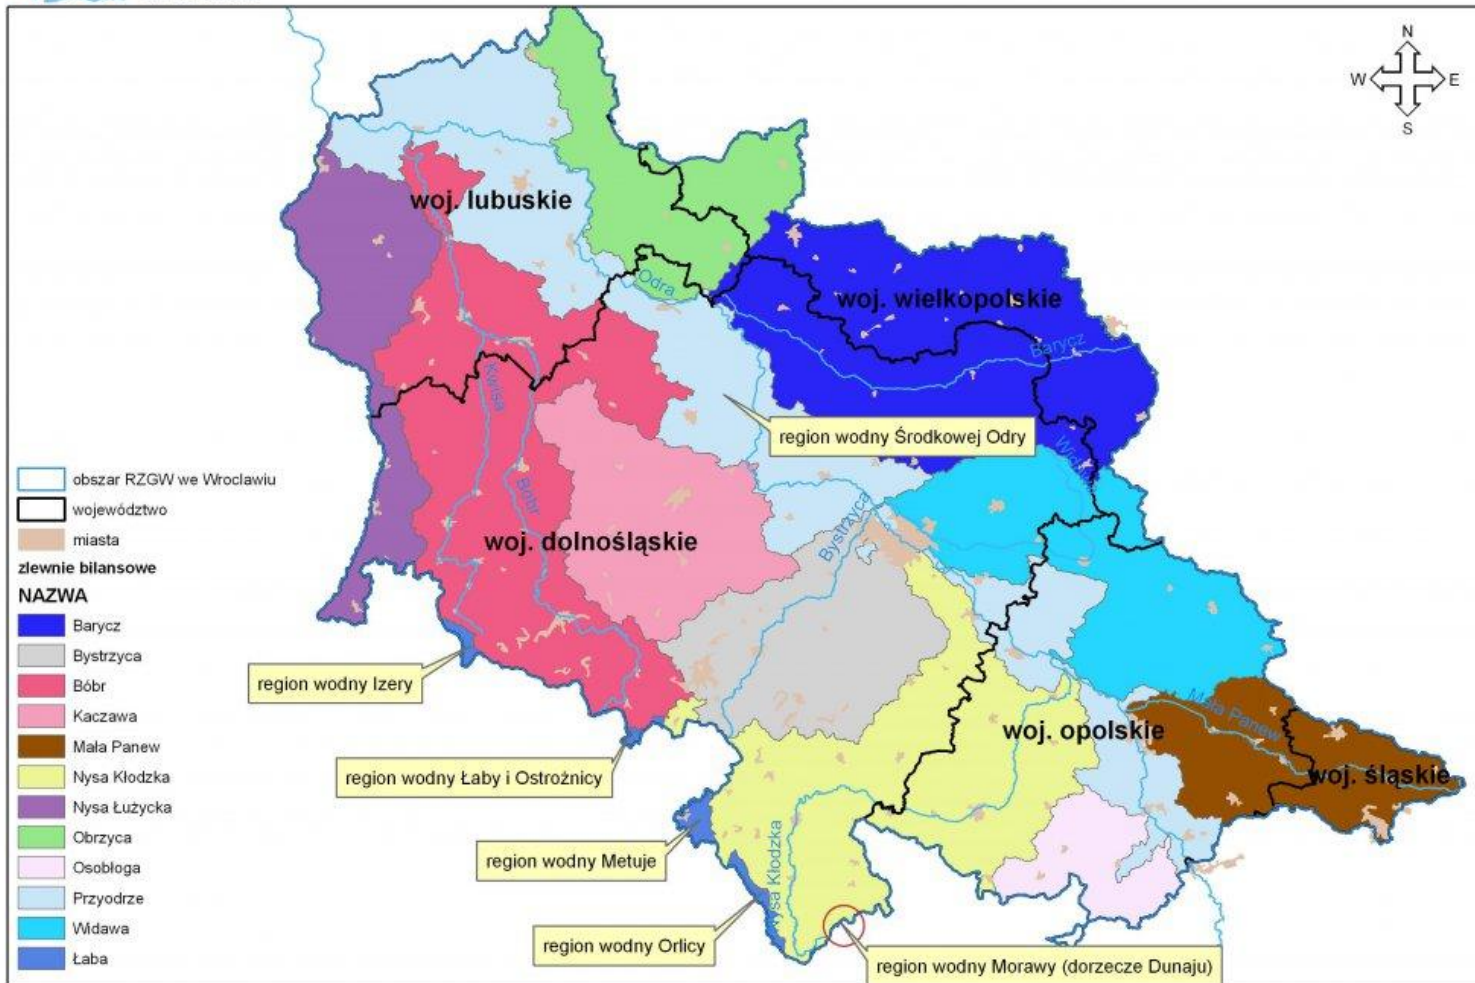 N
W
E
S
woj. lubuskie
Odra
woj. wielkopolskie
Barycz
Kwisa
region wodny Środkowej Odry
obszar RZGW we Wroclawiu
województwo
miasta
zlewnie bilansowe
NAZWA
Barycz
Bystrzyca
Bóbr
Kaczawa
Mała Panew
Nysa Kłodzka
Nysa Łużycka
Obrzyca
Osobłoga
Przyodrze
Widawa
Łaba
Bóbr
woj. dolnośląskie
Bystrzyca
Widawa
region wodny Izery
region wodny Łaby i Ostrożnicy
region wodny Metuje
region wodny Orlicy
Nysa Kłodzka
region wodny Morawy (dorzecze Dunaju)
woj. opolskie
Mała Panew
woj. śląskie